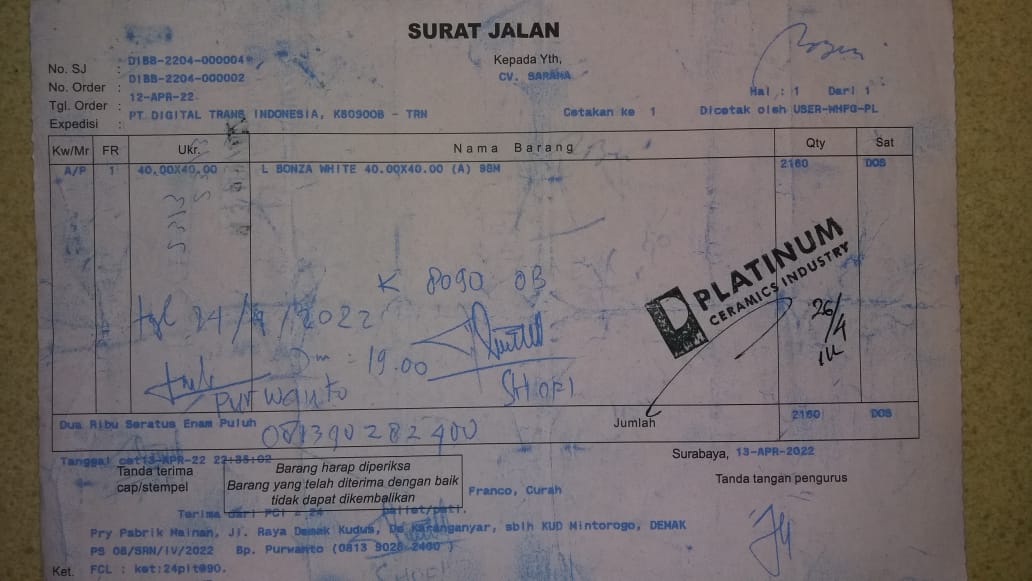 SURAT JALAN
No. SJ : DIBB-2204-000004
No. Order : DIBB-2204-000002
Tgl. Order : 12-APR-22
Expedisi : PT DIGITAL TRANS INDONESIA, K8090OB - TRN
Kepada Yth,
CV. SARANA
Hal : 1 Dari 1
Cetakan ke 1 Dicetak oleh USER-WHFG-PL
Kw/Mr FR Ukr. Nama Barang Qty Sat
A/P 1 40.00X40.00 L BONZA WHITE 40.00X40.00 (A) 98M 2160 DOS
K 8090 OB
PLATINUM
CERAMICS INDUSTRY
26/4
tgl 24/4/2022
Jm : 19.00
Purwanto
SHOFI
Dua Ribu Seratus Enam Puluh
081390282400
Jumlah 2160 DOS
Tanggal cet13-APR-22 22:35:02
Surabaya, 13-APR-2022
Tanda terima
cap/stempel
Barang harap diperiksa
Barang yang telah diterima dengan baik
tidak dapat dikembalikan
Franco, Curah
Tanda tangan pengurus
Terima dari PCI = 24 pallet/peti.
Pry Pabrik Mainan, Jl. Raya Demak Kudus, Ds Karanganyar, sblh KUD Mintorogo, DEMAK
PS 08/SRN/IV/2022 Bp. Purwanto (0813 9028 2400 )
Ket. FCL : ket:24plt@90.